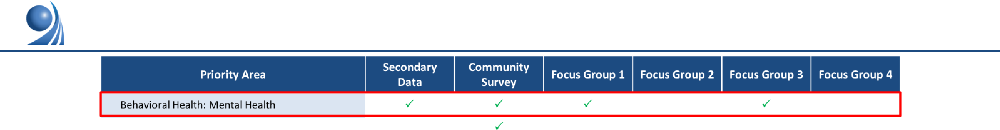 Priority Area Secondary Data Community Survey Focus Group 1 Focus Group 2 Focus Group 3 Focus Group 4
Behavioral Health: Mental Health ✓ ✓ ✓ ✓
✓